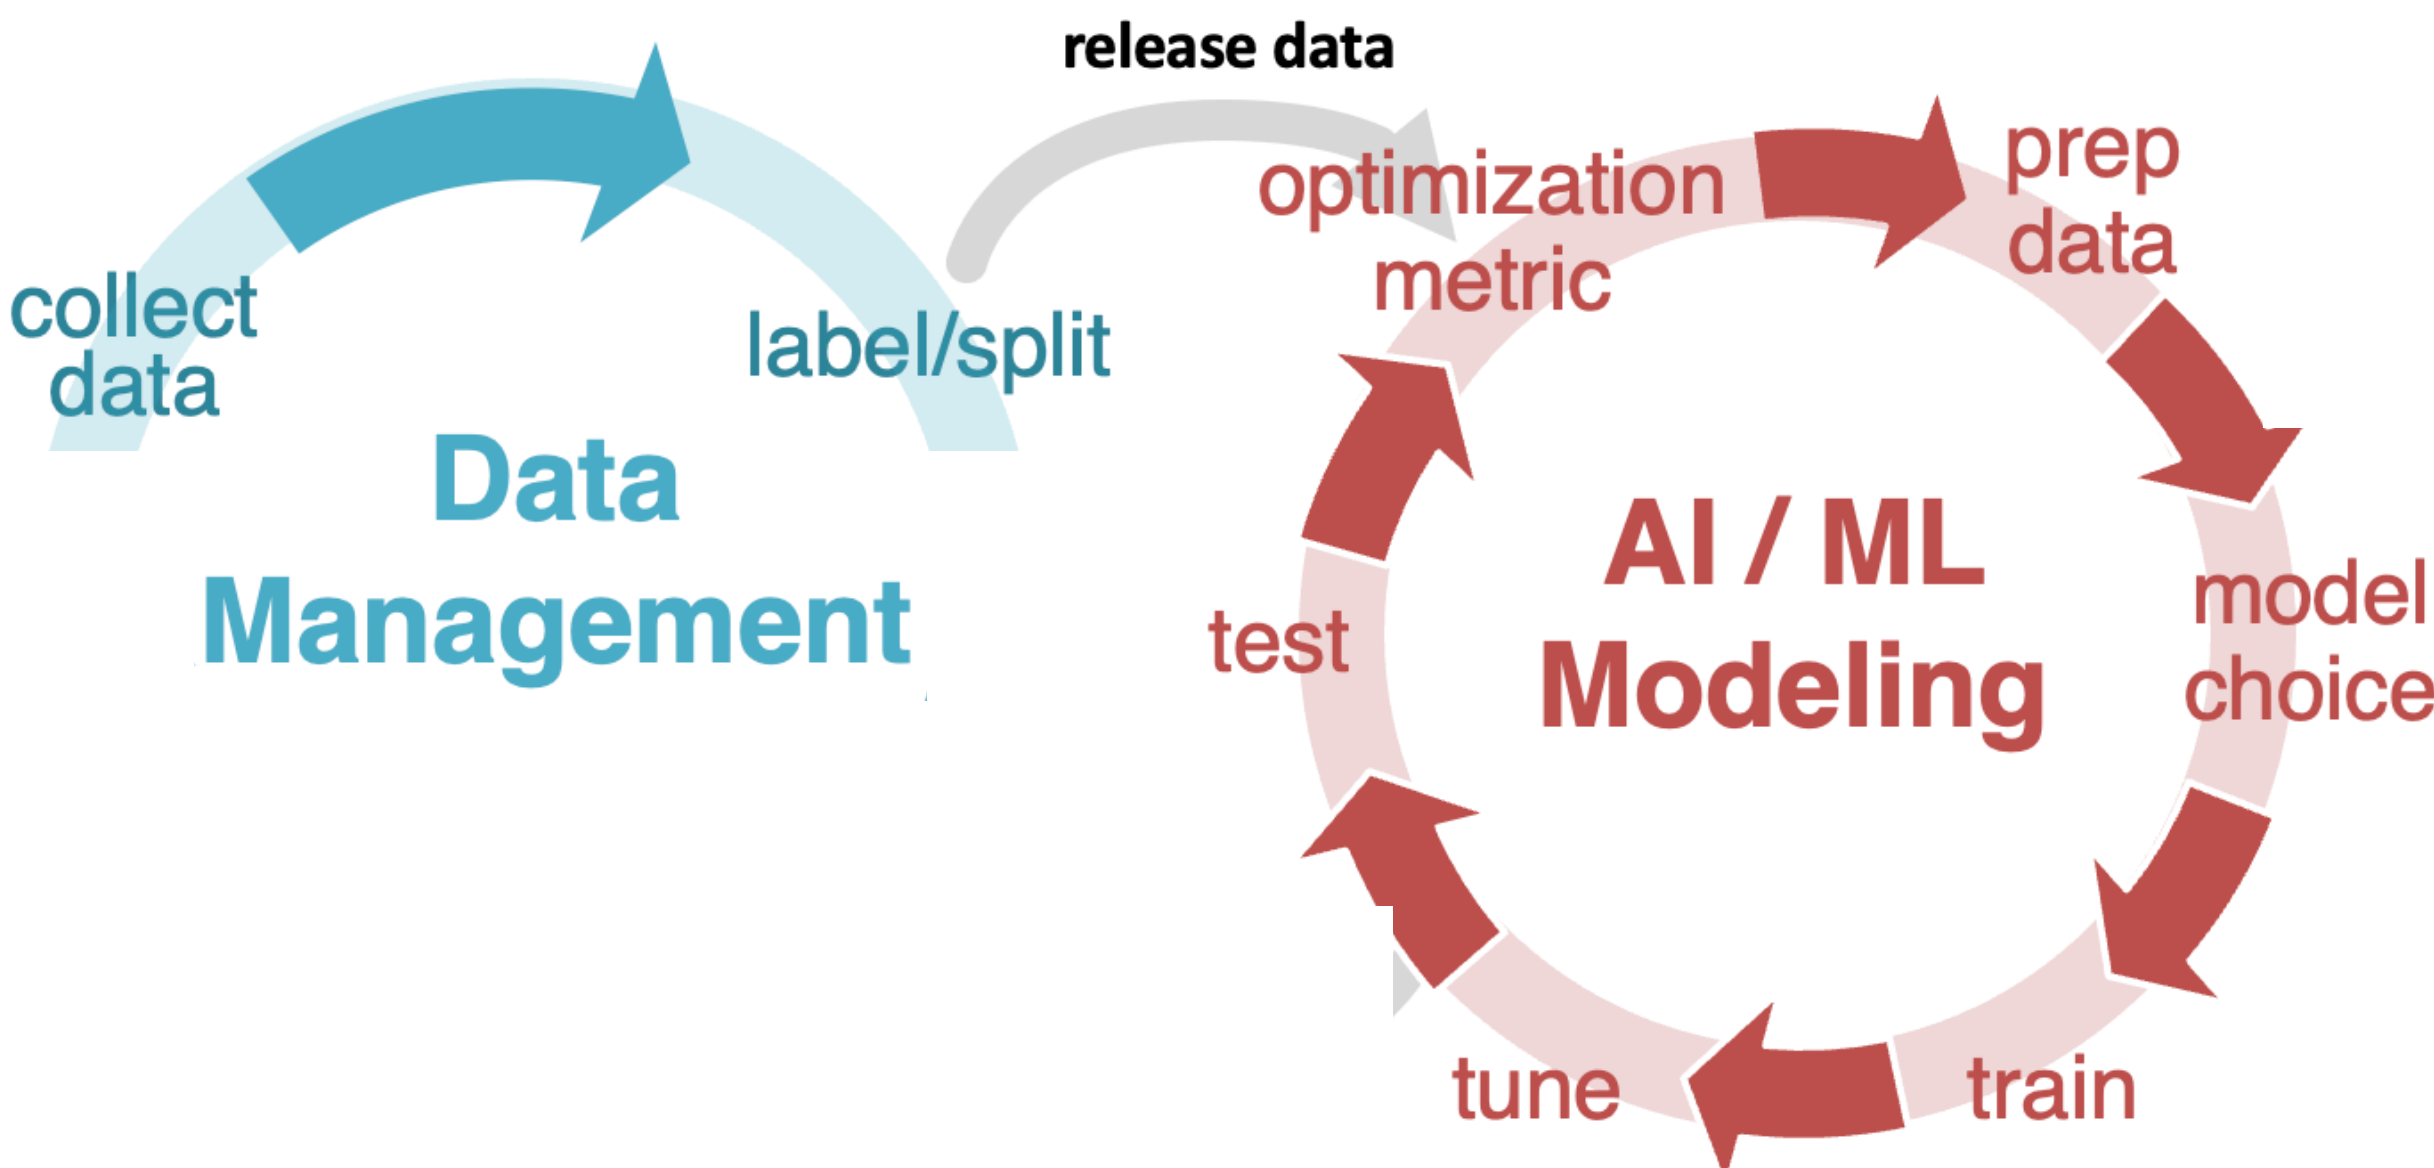 release data
collect
data
label/split
Data
Management
optimization
metric
prep
data
model
choice
train
tune
test
AI / ML
Modeling